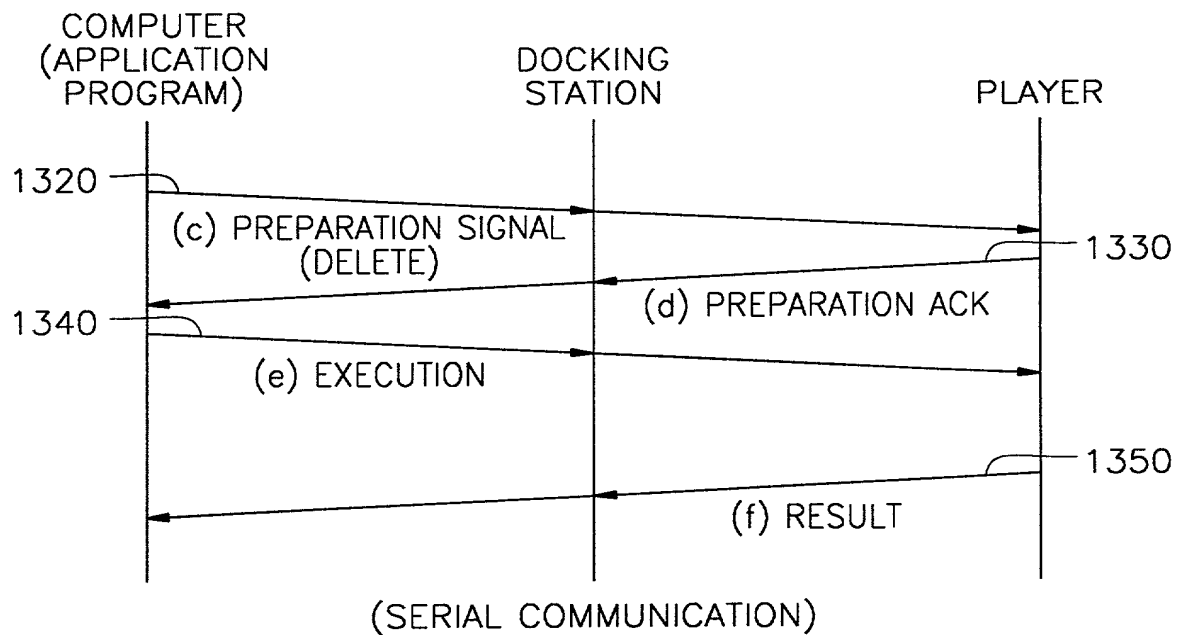 COMPUTER
(APPLICATION
PROGRAM)
DOCKING
STATION
PLAYER
1320
(c) PREPARATION SIGNAL
(DELETE)
1330
(d) PREPARATION ACK
1340
(e) EXECUTION
1350
(f) RESULT
(SERIAL COMMUNICATION)